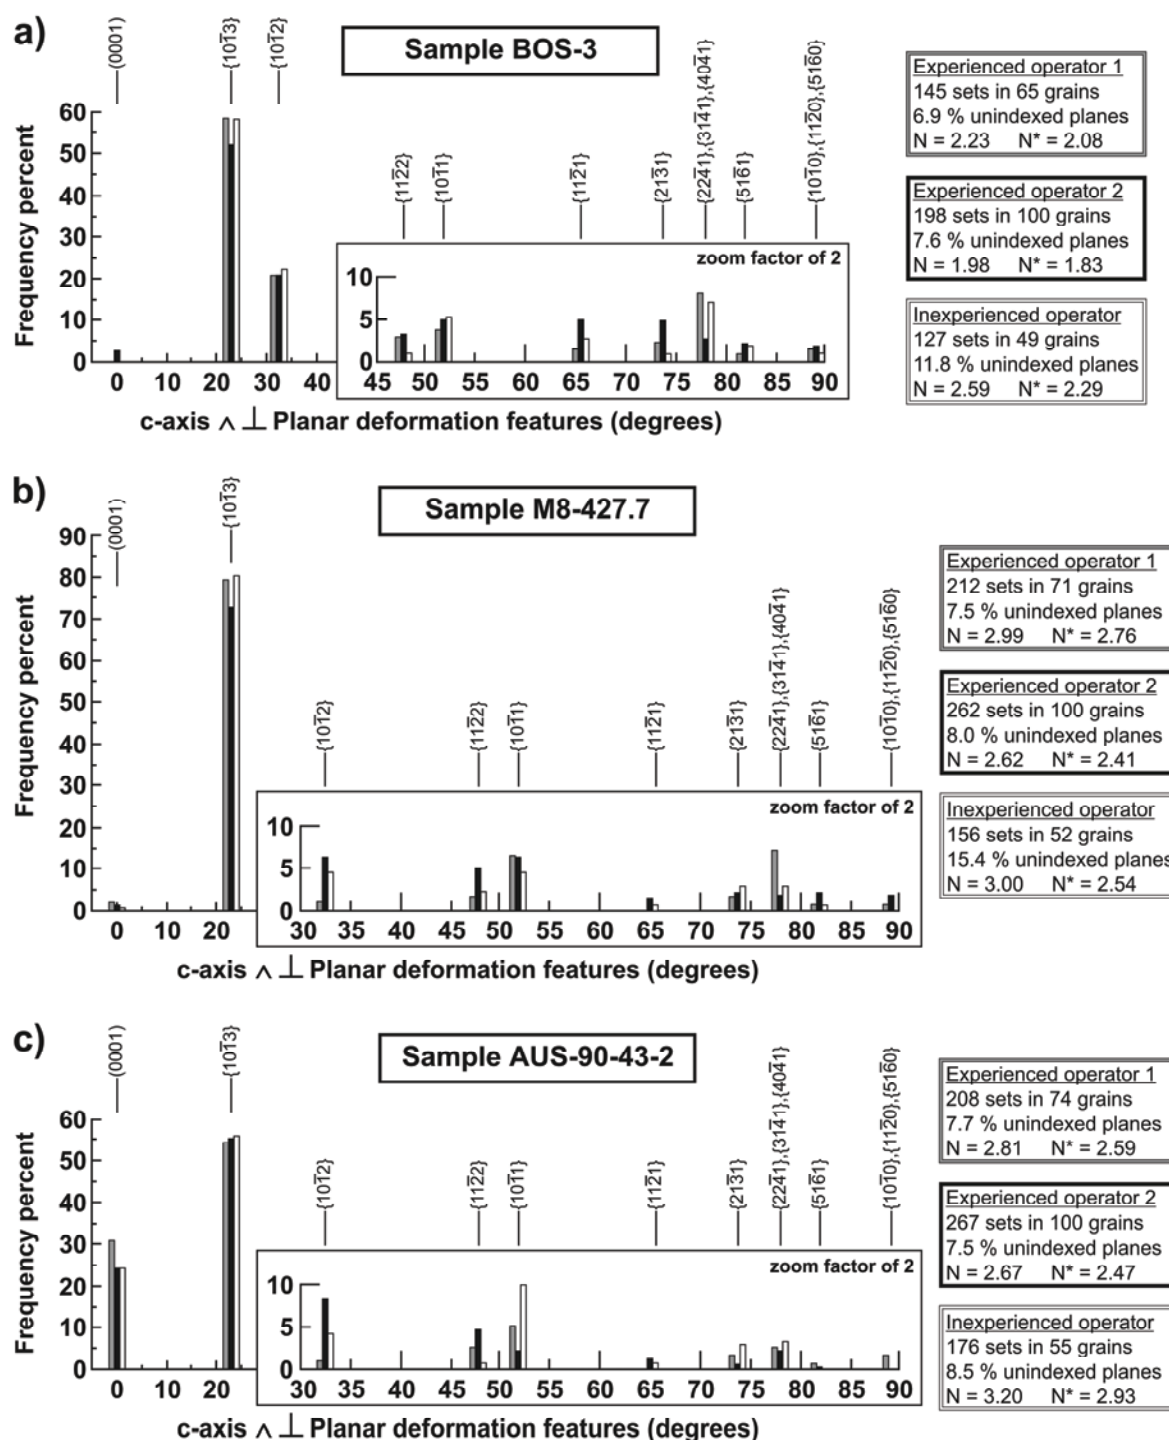 a)
Sample BOS-3
(0001)
{101̄3}
{101̄2}
{112̄2}
{101̄1}
{112̄1}
{213̄1}
{224̄1},{314̄1},{404̄1}
{516̄1}
{101̄0},{112̄0},{516̄0}
Frequency percent
60
50
40
30
20
10
0
0
10
20
30
40
zoom factor of 2
10
5
0
45 50 55 60 65 70 75 80 85 90
c-axis ∧ ⊥ Planar deformation features (degrees)
Experienced operator 1
145 sets in 65 grains
6.9 % unindexed planes
N = 2.23 N* = 2.08
Experienced operator 2
198 sets in 100 grains
7.6 % unindexed planes
N = 1.98 N* = 1.83
Inexperienced operator
127 sets in 49 grains
11.8 % unindexed planes
N = 2.59 N* = 2.29
b)
Sample M8-427.7
(0001)
{101̄3}
{101̄2}
{112̄2}
{101̄1}
{112̄1}
{213̄1}
{224̄1},{314̄1},{404̄1}
{516̄1}
{101̄0},{112̄0},{516̄0}
Frequency percent
90
80
70
60
50
40
30
20
10
0
0
10
20
zoom factor of 2
10
5
0
30 35 40 45 50 55 60 65 70 75 80 85 90
c-axis ∧ ⊥ Planar deformation features (degrees)
Experienced operator 1
212 sets in 71 grains
7.5 % unindexed planes
N = 2.99 N* = 2.76
Experienced operator 2
262 sets in 100 grains
8.0 % unindexed planes
N = 2.62 N* = 2.41
Inexperienced operator
156 sets in 52 grains
15.4 % unindexed planes
N = 3.00 N* = 2.54
c)
Sample AUS-90-43-2
(0001)
{101̄3}
{101̄2}
{112̄2}
{101̄1}
{112̄1}
{213̄1}
{224̄1},{314̄1},{404̄1}
{516̄1}
{101̄0},{112̄0},{516̄0}
Frequency percent
60
50
40
30
20
10
0
0
10
20
zoom factor of 2
10
5
0
30 35 40 45 50 55 60 65 70 75 80 85 90
c-axis ∧ ⊥ Planar deformation features (degrees)
Experienced operator 1
208 sets in 74 grains
7.7 % unindexed planes
N = 2.81 N* = 2.59
Experienced operator 2
267 sets in 100 grains
7.5 % unindexed planes
N = 2.67 N* = 2.47
Inexperienced operator
176 sets in 55 grains
8.5 % unindexed planes
N = 3.20 N* = 2.93